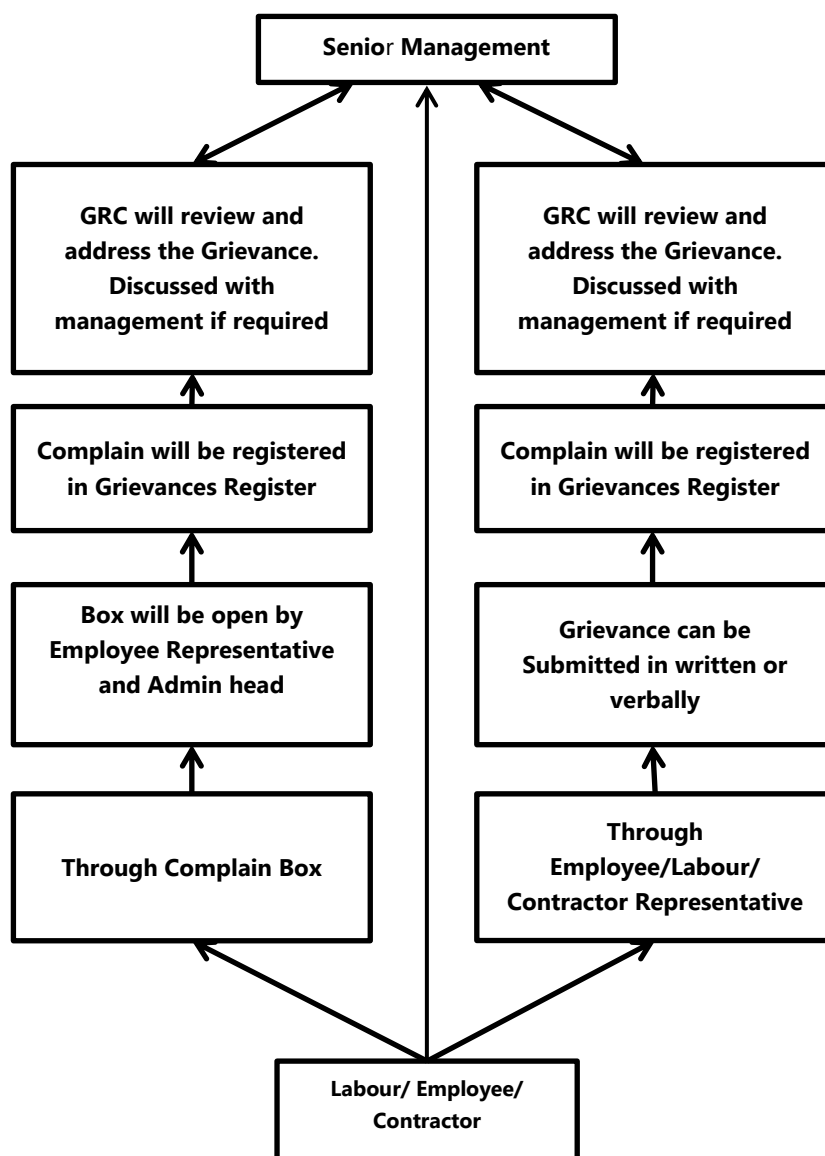 Senior Management
GRC will review and
address the Grievance.
Discussed with
management if required
GRC will review and
address the Grievance.
Discussed with
management if required
Complain will be registered
in Grievances Register
Complain will be registered
in Grievances Register
Box will be open by
Employee Representative
and Admin head
Grievance can be
Submitted in written or
verbally
Through Complain Box
Through
Employee/Labour/
Contractor Representative
Labour/ Employee/
Contractor